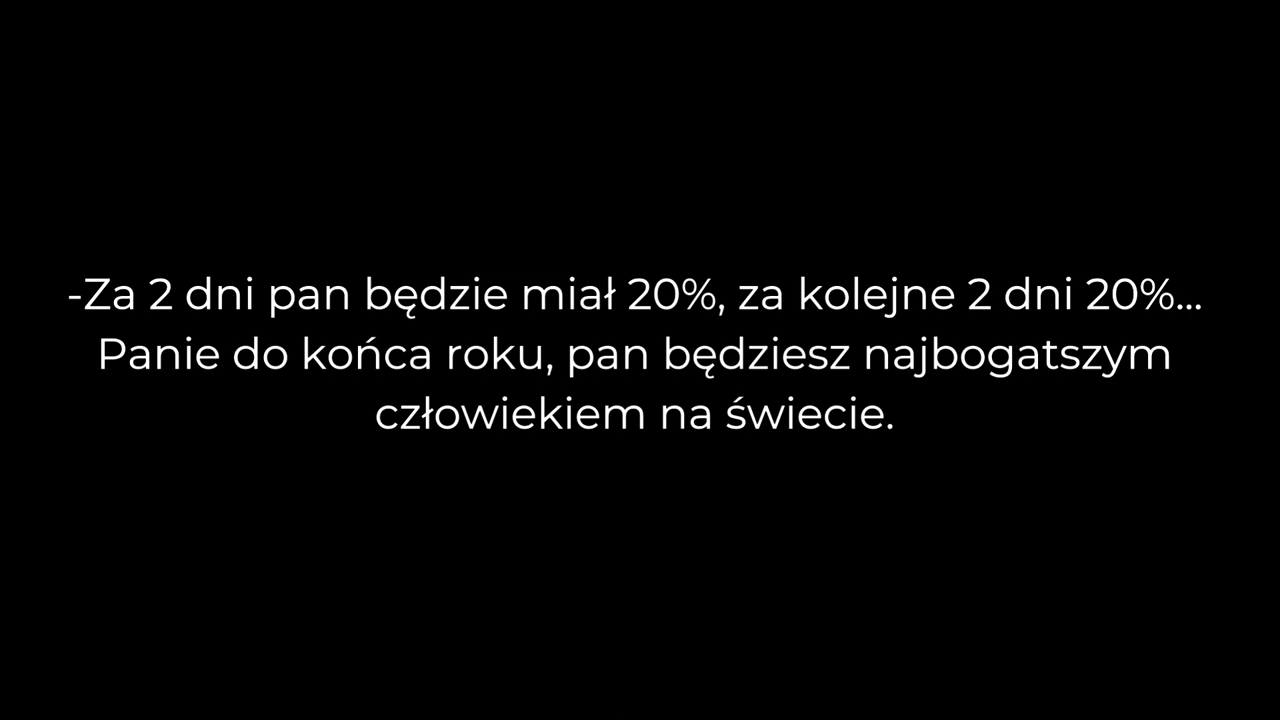 -Za 2 dni pan będzie miał 20%, za kolejne 2 dni 20%...
Panie do końca roku, pan będziesz najbogatszym
człowiekiem na świecie.